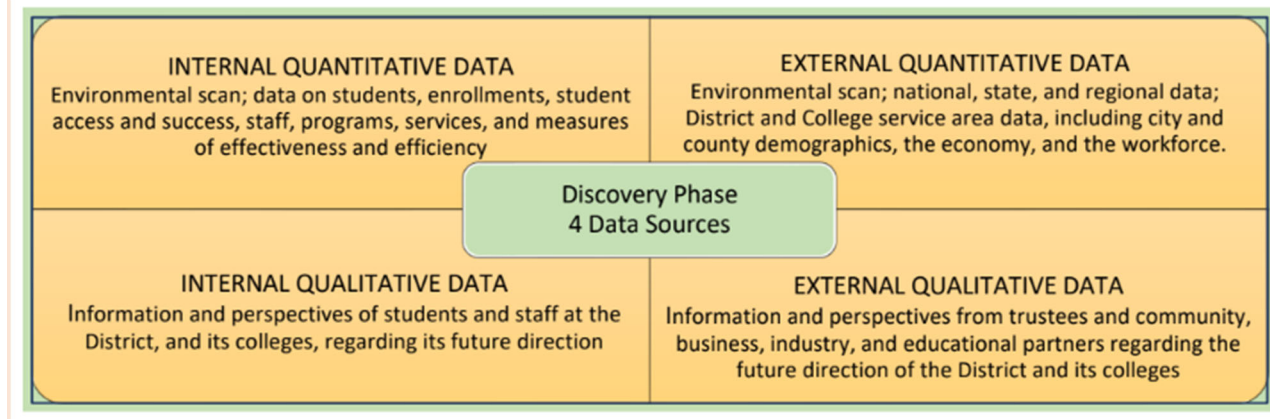 INTERNAL QUANTITATIVE DATA
Environmental scan; data on students, enrollments, student
access and success, staff, programs, services, and measures
of effectiveness and efficiency
EXTERNAL QUANTITATIVE DATA
Environmental scan; national, state, and regional data;
District and College service area data, including city and
county demographics, the economy, and the workforce.
Discovery Phase
4 Data Sources
INTERNAL QUALITATIVE DATA
Information and perspectives of students and staff at the
District, and its colleges, regarding its future direction
EXTERNAL QUALITATIVE DATA
Information and perspectives from trustees and community,
business, industry, and educational partners regarding the
future direction of the District and its colleges